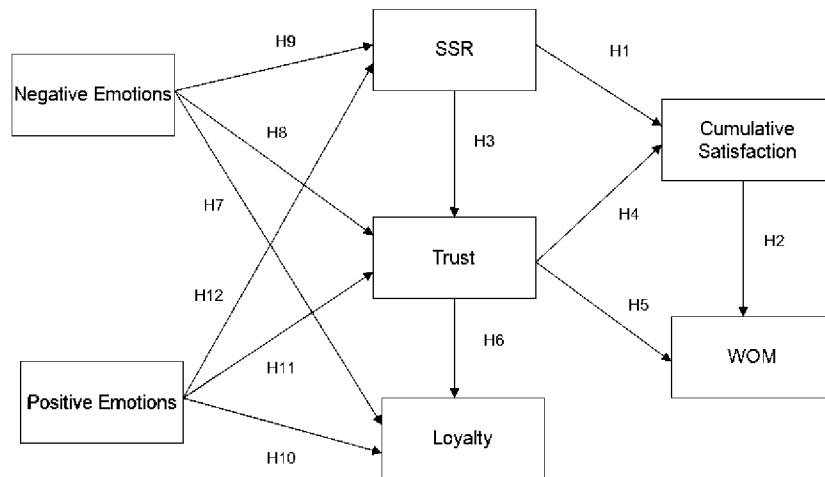 SSR
H1
H9
Negative Emotions
Cumulative
Satisfaction
H8
H3
H7
H4
H2
Trust
H12
H5
H6
WOM
H11
Positive Emotions
Loyalty
H10